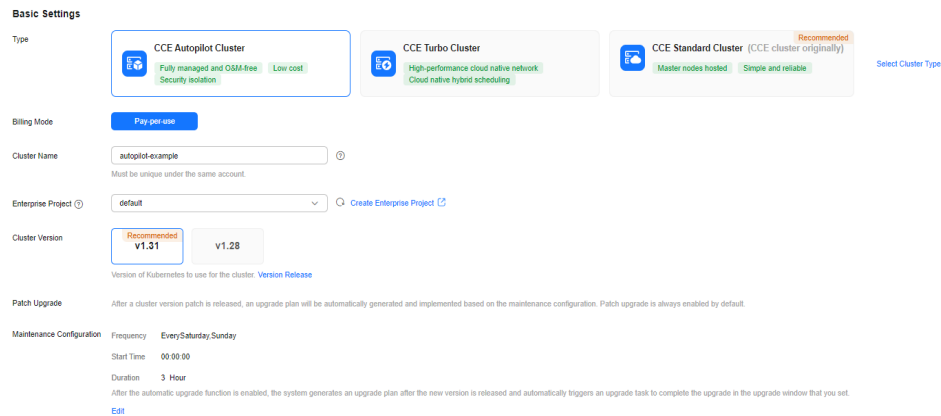 Basic Settings
Type
CCE Autopilot Cluster
Fully managed and O&M-free
Low cost
Security isolation
CCE Turbo Cluster
High-performance cloud native network
Cloud native hybrid scheduling
Recommended
CCE Standard Cluster (CCE cluster originally)
Master nodes hosted
Simple and reliable
Select Cluster Type
Billing Mode
Pay-per-use
Cluster Name
autopilot-example
Must be unique under the same account.
Enterprise Project
default
Create Enterprise Project
Cluster Version
Recommended
v1.31
v1.28
Version of Kubernetes to use for the cluster. Version Release
Patch Upgrade
After a cluster version patch is released, an upgrade plan will be automatically generated and implemented based on the maintenance configuration. Patch upgrade is always enabled by default.
Maintenance Configuration
Frequency EverySaturday,Sunday
Start Time 00:00:00
Duration 3 Hour
After the automatic upgrade function is enabled, the system generates an upgrade plan after the new version is released and automatically triggers an upgrade task to complete the upgrade in the upgrade window that you set.
Edit